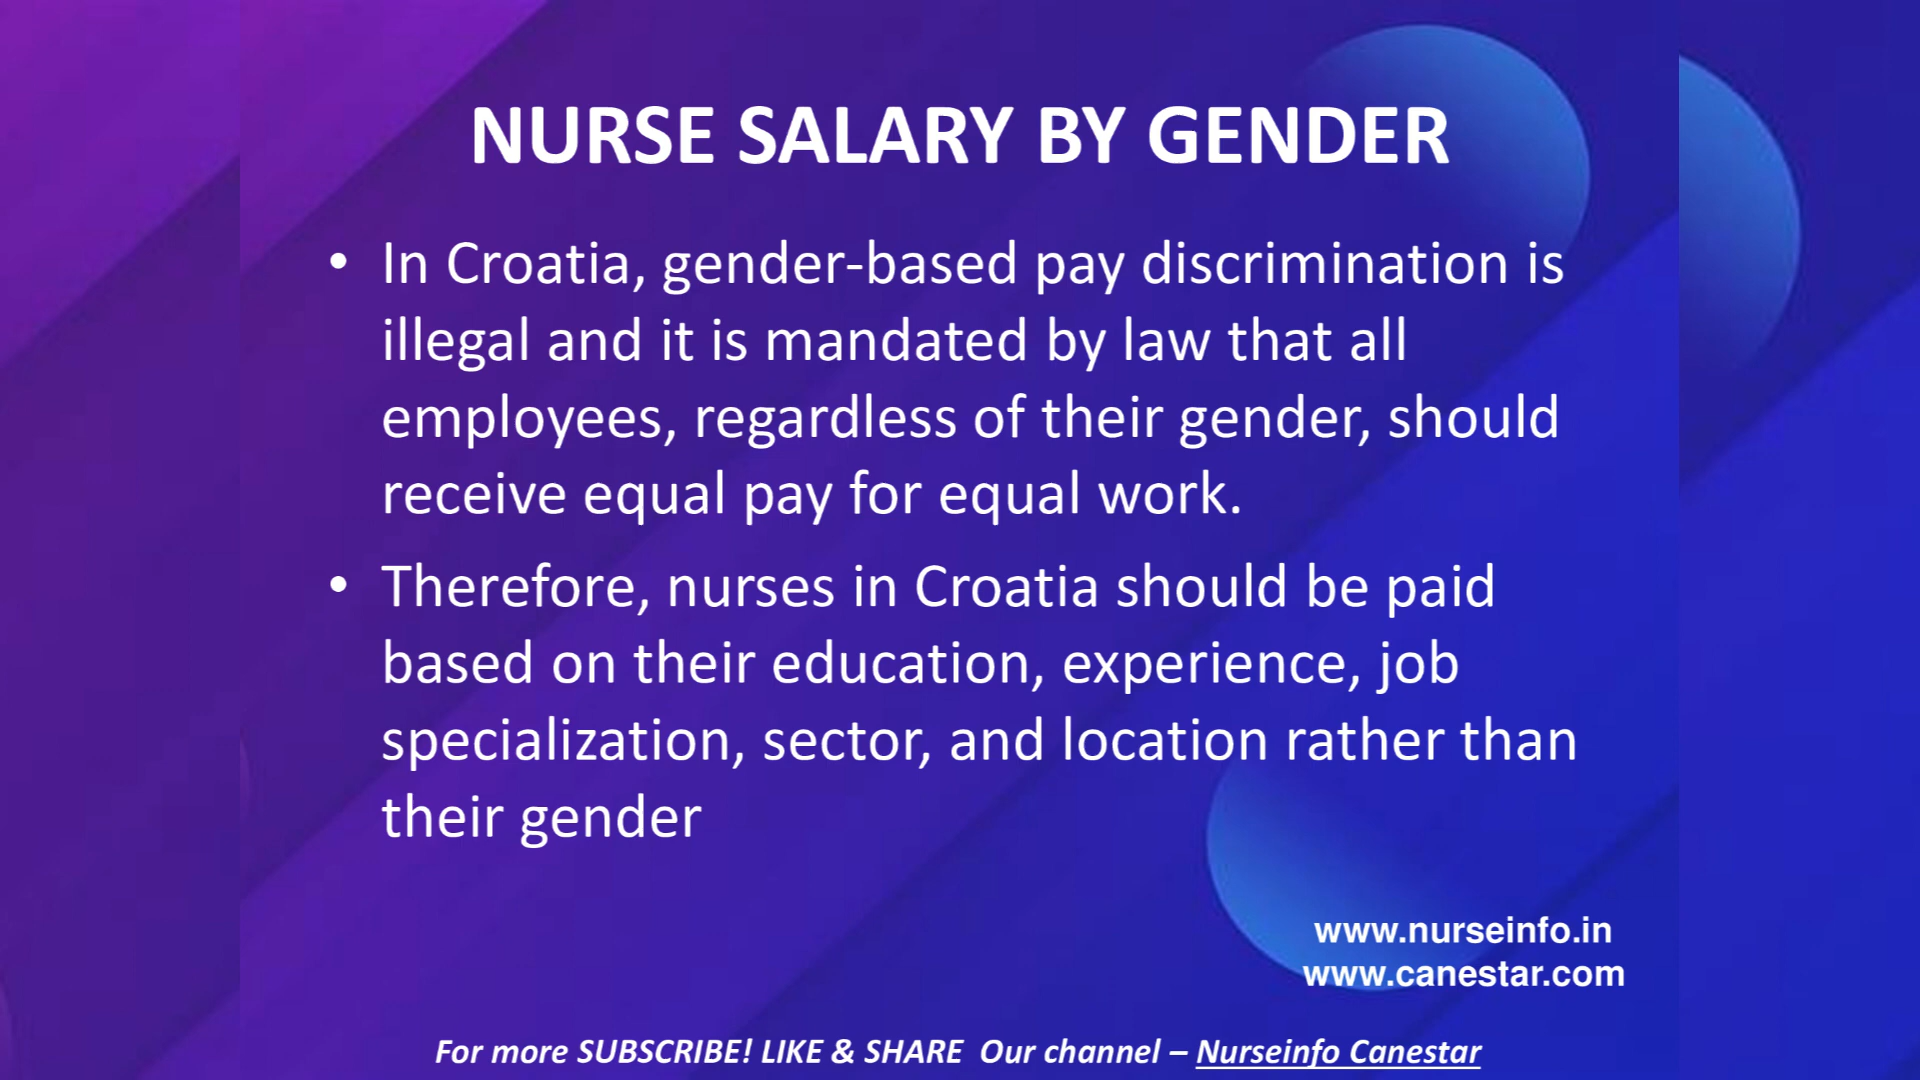 NURSE SALARY BY GENDER
• In Croatia, gender-based pay discrimination is
illegal and it is mandated by law that all
employees, regardless of their gender, should
receive equal pay for equal work.
• Therefore, nurses in Croatia should be paid
based on their education, experience, job
specialization, sector, and location rather than
their gender
www.nurseinfo.in
www.canestar.com
For more SUBSCRIBE! LIKE & SHARE Our channel – Nurseinfo Canestar